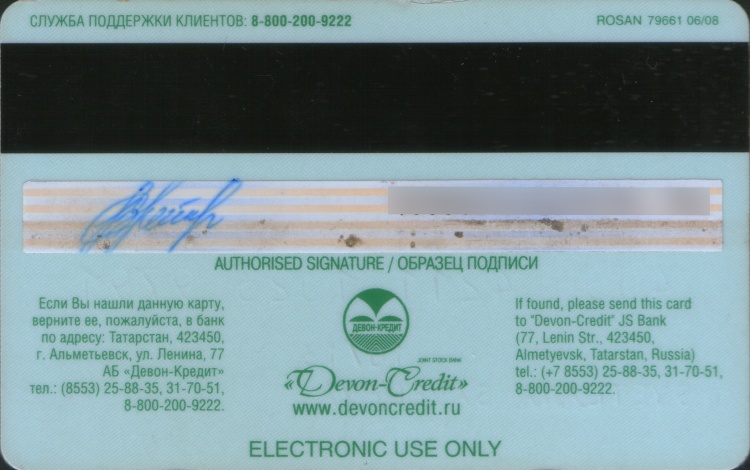 СЛУЖБА ПОДДЕРЖКИ КЛИЕНТОВ: 8-800-200-9222
ROSAN 79661 06/08
AUTHORISED SIGNATURE / ОБРАЗЕЦ ПОДПИСИ
Если Вы нашли данную карту,
верните ее, пожалуйста, в банк
по адресу: Татарстан, 423450,
г. Альметьевск, ул. Ленина, 77
АБ «Девон-Кредит»
тел.: (8553) 25-88-35, 31-70-51,
8-800-200-9222.
ДЕВОН-КРЕДИТ
JOINT STOCK BANK
«Devon-Credit»
www.devoncredit.ru
If found, please send this card
to "Devon-Credit" JS Bank
(77, Lenin Str., 423450,
Almetyevsk, Tatarstan, Russia)
tel.: (+7 8553) 25-88-35, 31-70-51,
8-800-200-9222.
ELECTRONIC USE ONLY